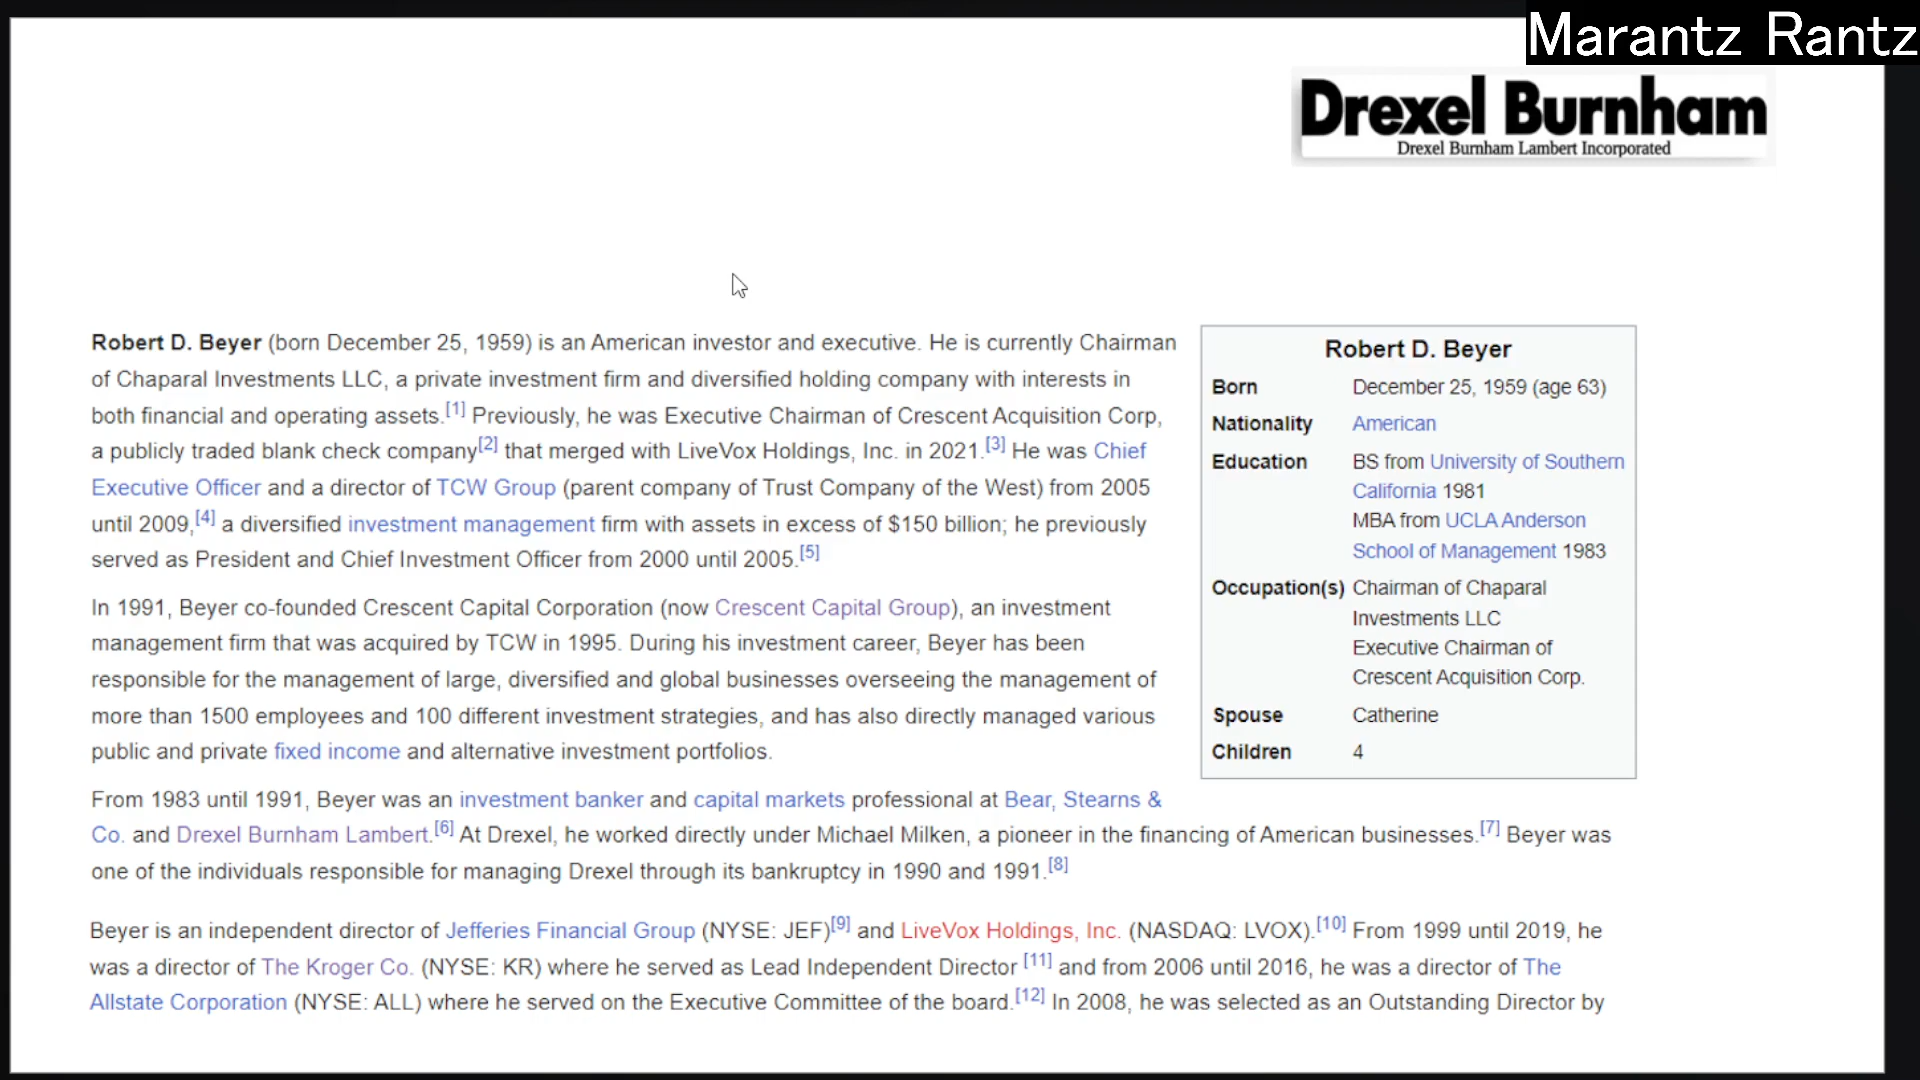 Marantz Rantz
Drexel Burnham
Drexel Burnham Lambert Incorporated
Robert D. Beyer (born December 25, 1959) is an American investor and executive. He is currently Chairman
of Chaparal Investments LLC, a private investment firm and diversified holding company with interests in
both financial and operating assets.[1] Previously, he was Executive Chairman of Crescent Acquisition Corp,
a publicly traded blank check company[2] that merged with LiveVox Holdings, Inc. in 2021.[3] He was Chief
Executive Officer and a director of TCW Group (parent company of Trust Company of the West) from 2005
until 2009,[4] a diversified investment management firm with assets in excess of $150 billion; he previously
served as President and Chief Investment Officer from 2000 until 2005.[5]
In 1991, Beyer co-founded Crescent Capital Corporation (now Crescent Capital Group), an investment
management firm that was acquired by TCW in 1995. During his investment career, Beyer has been
responsible for the management of large, diversified and global businesses overseeing the management of
more than 1500 employees and 100 different investment strategies, and has also directly managed various
public and private fixed income and alternative investment portfolios.
Robert D. Beyer
Born December 25, 1959 (age 63)
Nationality American
Education BS from University of Southern
California 1981
MBA from UCLA Anderson
School of Management 1983
Occupation(s) Chairman of Chaparal
Investments LLC
Executive Chairman of
Crescent Acquisition Corp.
Spouse Catherine
Children 4
From 1983 until 1991, Beyer was an investment banker and capital markets professional at Bear, Stearns &
Co. and Drexel Burnham Lambert.[6] At Drexel, he worked directly under Michael Milken, a pioneer in the financing of American businesses.[7] Beyer was
one of the individuals responsible for managing Drexel through its bankruptcy in 1990 and 1991.[8]
Beyer is an independent director of Jefferies Financial Group (NYSE: JEF)[9] and LiveVox Holdings, Inc. (NASDAQ: LVOX).[10] From 1999 until 2019, he
was a director of The Kroger Co. (NYSE: KR) where he served as Lead Independent Director [11] and from 2006 until 2016, he was a director of The
Allstate Corporation (NYSE: ALL) where he served on the Executive Committee of the board.[12] In 2008, he was selected as an Outstanding Director by